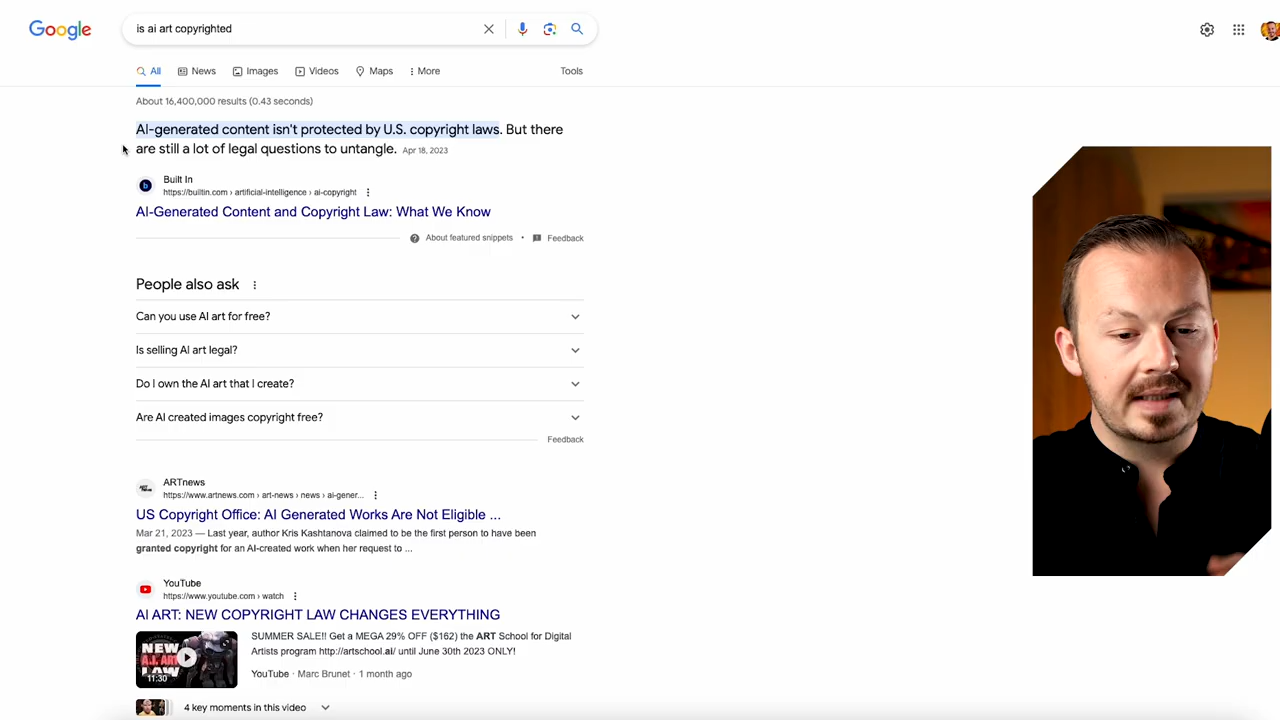 Google
is ai art copyrighted
All
News
Images
Videos
Maps
More
Tools
About 16,400,000 results (0.43 seconds)
AI-generated content isn't protected by U.S. copyright laws. But there
are still a lot of legal questions to untangle. Apr 18, 2023
b
Built In
https://builtin.com › artificial-intelligence › ai-copyright
AI-Generated Content and Copyright Law: What We Know
About featured snippets • Feedback
People also ask
Can you use AI art for free?
Is selling AI art legal?
Do I own the AI art that I create?
Are AI created images copyright free?
Feedback
ARTnews
https://www.artnews.com › art-news › news › ai-gener...
US Copyright Office: AI Generated Works Are Not Eligible ...
Mar 21, 2023 — Last year, author Kris Kashtanova claimed to be the first person to have been
granted copyright for an AI-created work when her request to ...
YouTube
https://www.youtube.com › watch
AI ART: NEW COPYRIGHT LAW CHANGES EVERYTHING
NEW
A.I. ART
LAW
11:30
SUMMER SALE!! Get a MEGA 29% OFF ($162) the ART School for Digital
Artists program http://artschool.ai/ until June 30th 2023 ONLY!
YouTube · Marc Brunet · 1 month ago
4 key moments in this video